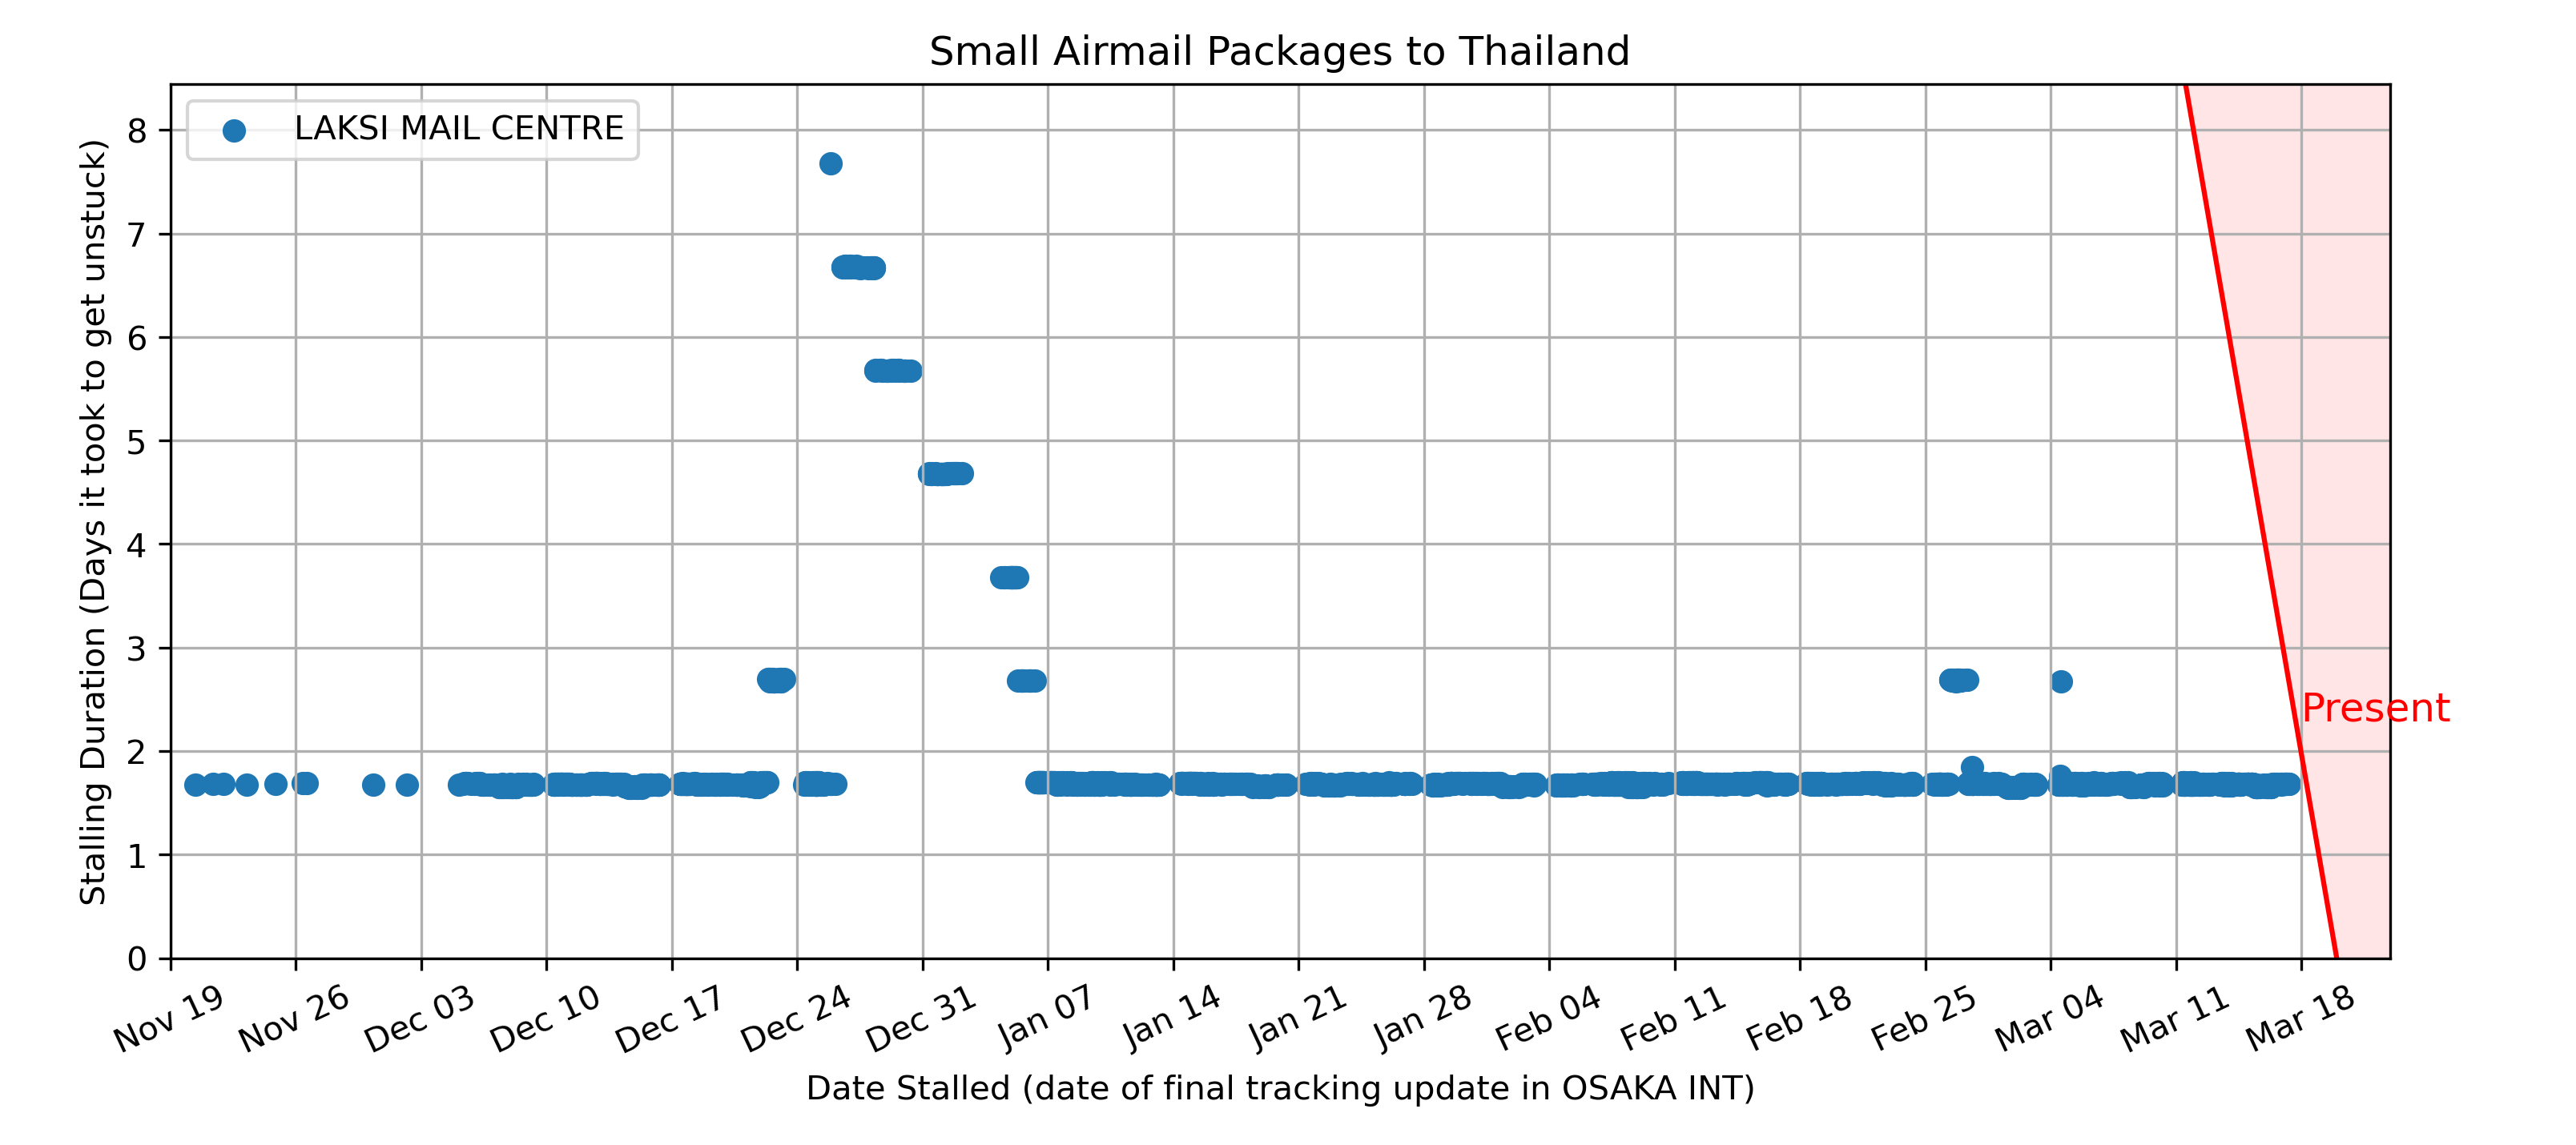 Small Airmail Packages to Thailand
LAKSI MAIL CENTRE
Stalling Duration (Days it took to get unstuck)
8
7
6
5
4
3
2
1
0
Present
Nov 19 Nov 26 Dec 03 Dec 10 Dec 17 Dec 24 Dec 31 Jan 07 Jan 14 Jan 21 Jan 28 Feb 04 Feb 11 Feb 18 Feb 25 Mar 04 Mar 11 Mar 18
Date Stalled (date of final tracking update in OSAKA INT)